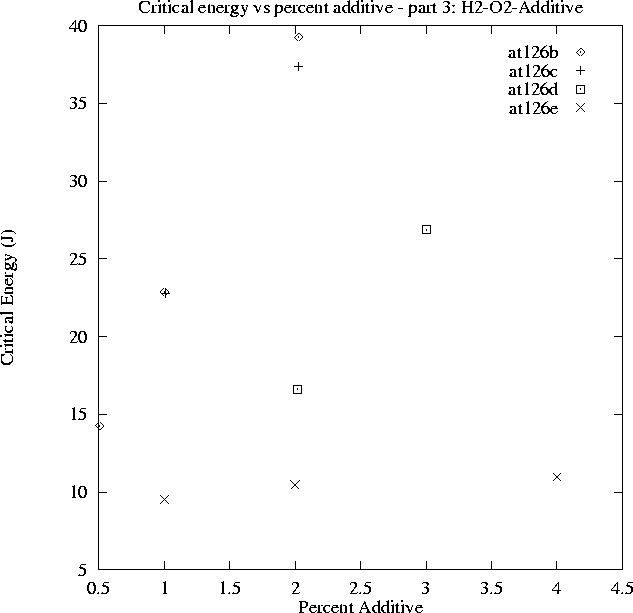 Critical energy vs percent additive - part 3: H2-O2-Additive
40
35
30
25
20
15
10
5
Critical Energy (J)
at126b
at126c
at126d
at126e
0.5 1 1.5 2 2.5 3 3.5 4 4.5
Percent Additive